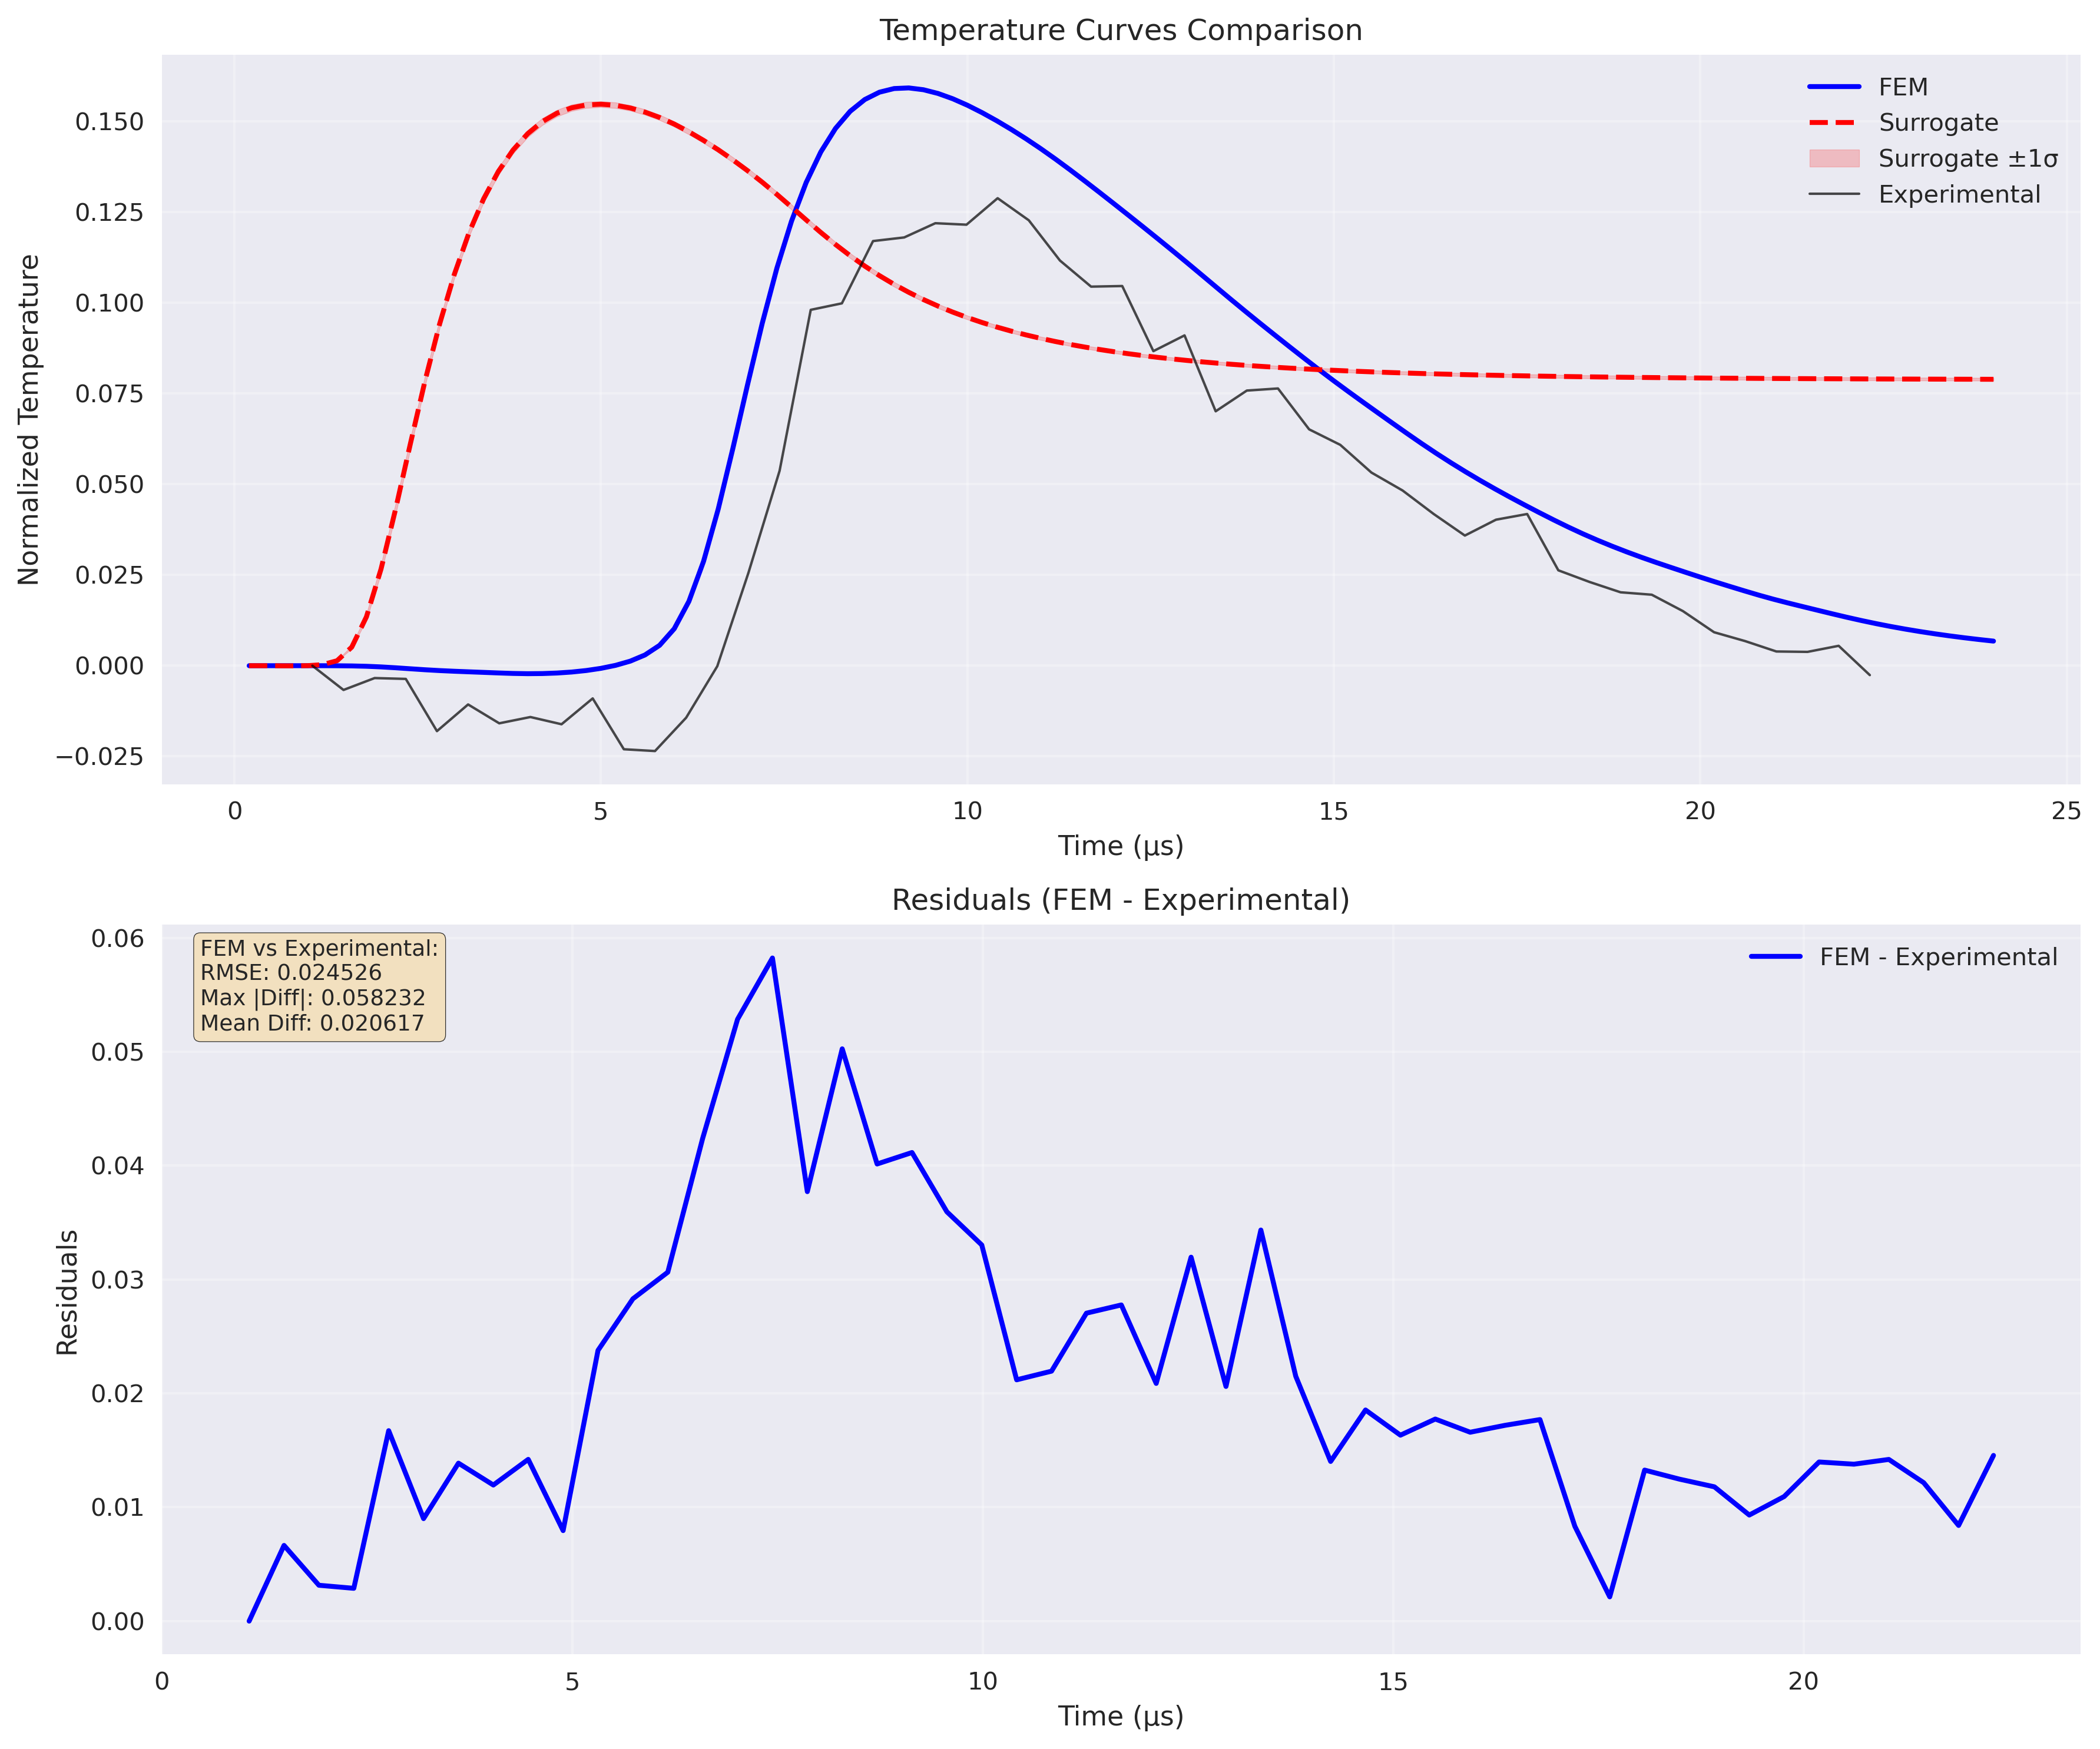 Temperature Curves Comparison
Normalized Temperature
0.150
0.125
0.100
0.075
0.050
0.025
0.000
−0.025
FEM
Surrogate
Surrogate ±1σ
Experimental
0 5 10 15 20 25
Time (μs)
Residuals (FEM - Experimental)
Residuals
0.06
0.05
0.04
0.03
0.02
0.01
0.00
FEM vs Experimental:
RMSE: 0.024526
Max |Diff|: 0.058232
Mean Diff: 0.020617
FEM - Experimental
0 5 10 15 20
Time (μs)